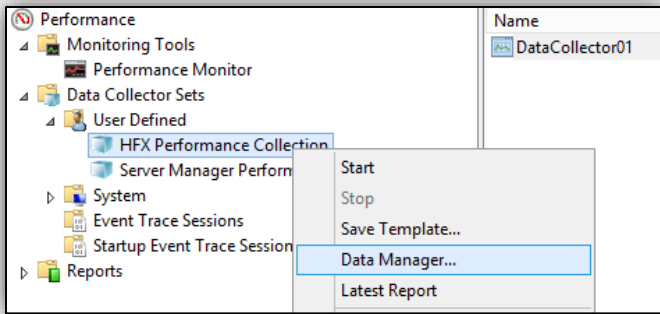 Performance
Monitoring Tools
Performance Monitor
Data Collector Sets
User Defined
HFX Performance Collection
Server Manager Perform
System
Event Trace Sessions
Startup Event Trace Session
Reports
Name
DataCollector01
Start
Stop
Save Template...
Data Manager...
Latest Report